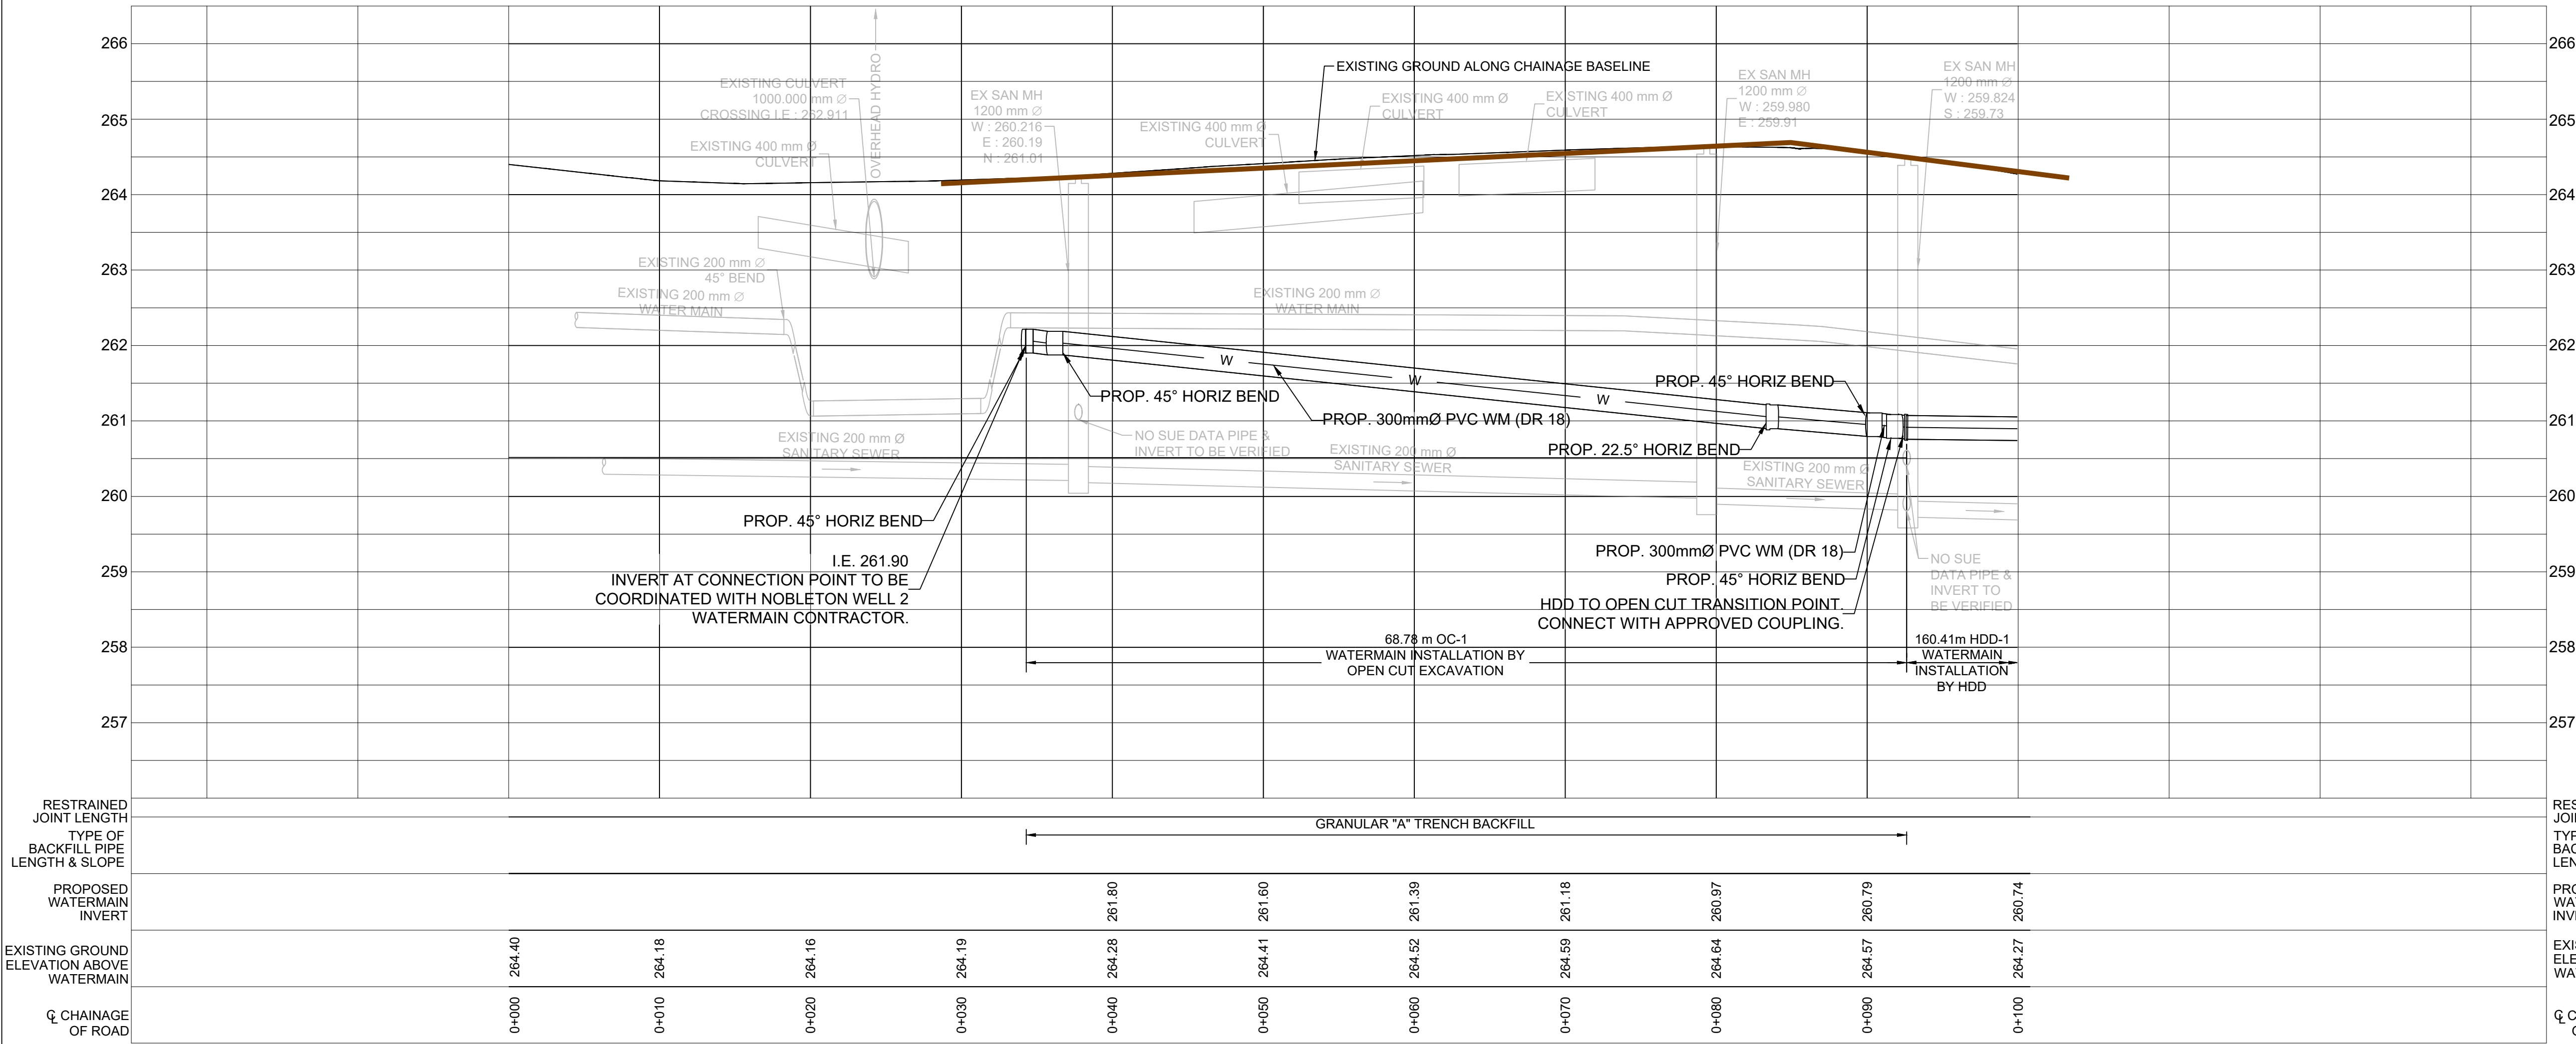 266
265
264
263
262
261
260
259
258
257
266
265
264
263
262
261
260
259
258
257
EXISTING CULVERT
1000.000 mm Ø
CROSSING I.E : 262.911
EXISTING 400 mm Ø
CULVERT
OVERHEAD HYDRO
EX SAN MH
1200 mm Ø
W : 260.216
E : 260.19
N : 261.01
EXISTING 400 mm Ø
CULVERT
EXISTING GROUND ALONG CHAINAGE BASELINE
EXISTING 400 mm Ø
CULVERT
EXISTING 400 mm Ø
CULVERT
EX SAN MH
1200 mm Ø
W : 259.980
E : 259.91
EX SAN MH
1200 mm Ø
W : 259.824
S : 259.73
EXISTING 200 mm Ø
45° BEND
EXISTING 200 mm Ø
WATER MAIN
EXISTING 200 mm Ø
WATER MAIN
W
W
W
PROP. 45° HORIZ BEND
PROP. 300mmØ PVC WM (DR 18)
PROP. 45° HORIZ BEND
PROP. 22.5° HORIZ BEND
NO SUE DATA PIPE &
INVERT TO BE VERIFIED
EXISTING 200 mm Ø
SANITARY SEWER
EXISTING 200 mm Ø
SANITARY SEWER
EXISTING 200 mm Ø
SANITARY SEWER
PROP. 45° HORIZ BEND
I.E. 261.90
INVERT AT CONNECTION POINT TO BE
COORDINATED WITH NOBLETON WELL 2
WATERMAIN CONTRACTOR.
PROP. 300mmØ PVC WM (DR 18)
PROP. 45° HORIZ BEND
HDD TO OPEN CUT TRANSITION POINT.
CONNECT WITH APPROVED COUPLING.
NO SUE
DATA PIPE &
INVERT TO
BE VERIFIED
68.78 m OC-1
WATERMAIN INSTALLATION BY
OPEN CUT EXCAVATION
160.41m HDD-1
WATERMAIN
INSTALLATION
BY HDD
RESTRAINED
JOINT LENGTH
TYPE OF
BACKFILL PIPE
LENGTH & SLOPE
GRANULAR "A" TRENCH BACKFILL
PROPOSED
WATERMAIN
INVERT
261.80
261.60
261.39
261.18
260.97
260.79
260.74
EXISTING GROUND
ELEVATION ABOVE
WATERMAIN
264.40
264.18
264.16
264.19
264.28
264.41
264.52
264.59
264.64
264.57
264.27
℄ CHAINAGE
OF ROAD
0+000
0+010
0+020
0+030
0+040
0+050
0+060
0+070
0+080
0+090
0+100